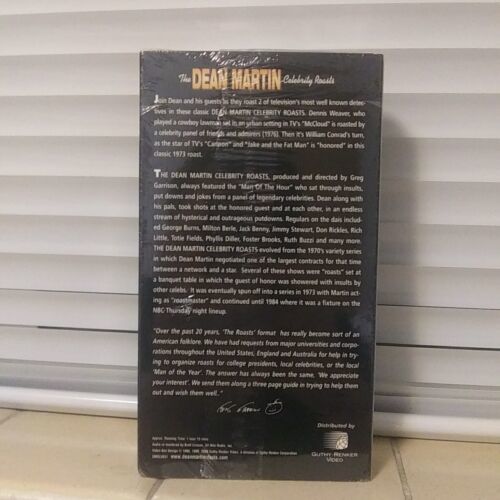 The DEAN MARTIN Celebrity Roasts
Join Dean and his guests as they roast 2 of television's most well known detec-
tives in these classic DEAN MARTIN CELEBRITY ROASTS. Dennis Weaver, who
played a cowboy lawman set in an urban setting in TV's "McCloud" is roasted by
a celebrity panel of friends and admirers (1976). Then it's William Conrad's turn,
as the star of TV's "Cannon" and "Jake and the Fat Man" is "honored" in this
classic 1973 roast.
THE DEAN MARTIN CELEBRITY ROASTS, produced and directed by Greg
Garrison, always featured the "Man Of The Hour" who sat through insults,
put downs and jokes from a panel of legendary celebrities. Dean along with
his pals, took shots at the honored guest and at each other, in an endless
stream of hysterical and outrageous putdowns. Regulars on the dais includ-
ed George Burns, Milton Berle, Jack Benny, Jimmy Stewart, Don Rickles, Rich
Little, Totie Fields, Phyllis Diller, Foster Brooks, Ruth Buzzi and many more.
THE DEAN MARTIN CELEBRITY ROASTS evolved from the 1970's variety series
in which Dean Martin negotiated one of the largest contracts for that time
between a network and a star. Several of these shows were "roasts" set at
a banquet table in which the guest of honor was showered with insults by
other celebs. It was eventually spun off into a series in 1973 with Martin act-
ing as "roastmaster" and continued until 1984 where it was a fixture on the
NBC Thursday night lineup.
"Over the past 20 years, 'The Roasts' format has really become sort of an
American folklore. We have had requests from major universities and corpo-
rations throughout the United States, England and Australia for help in try-
ing to organize roasts for college presidents, local celebrities, or the local
'Man of the Year'. The answer has always been the same, 'We appreciate
your interest'. We send them along a three page guide in trying to help them
out and wish them well.."
Distributed by
GUTHY-RENKER
VIDEO
Approx. Running Time: 1 hour
www.deanmartinroasts.com